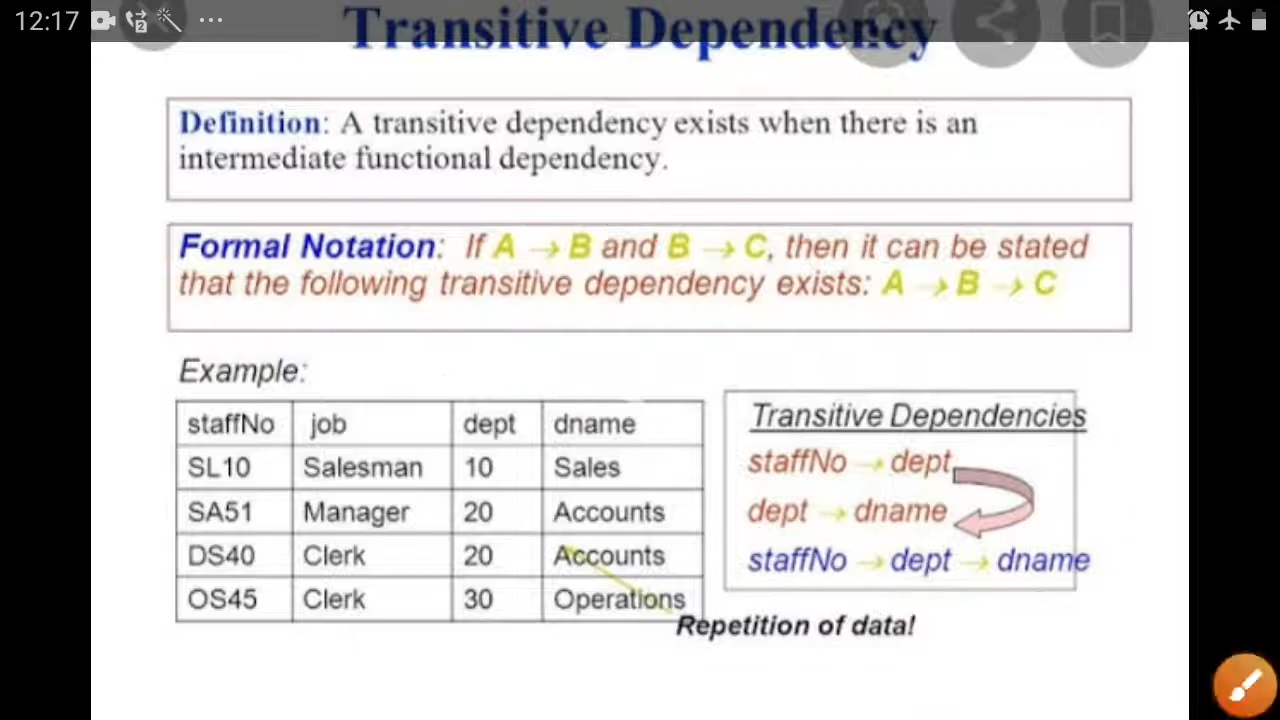 12:17
Transitive Dependency
Definition: A transitive dependency exists when there is an
intermediate functional dependency.
Formal Notation: If A → B and B → C, then it can be stated
that the following transitive dependency exists: A → B → C
Example:
staffNo job dept dname
SL10 Salesman 10 Sales
SA51 Manager 20 Accounts
DS40 Clerk 20 Accounts
OS45 Clerk 30 Operations
Transitive Dependencies
staffNo → dept
dept → dname
staffNo → dept → dname
Repetition of data!